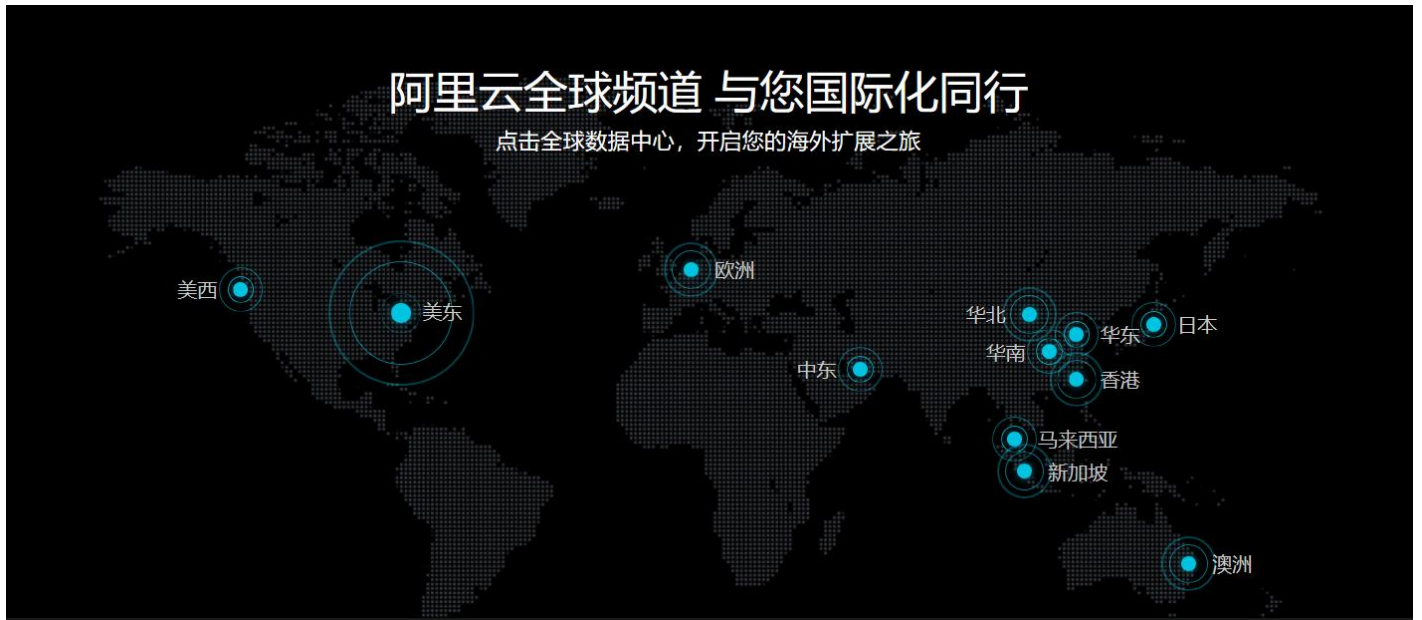 阿里云全球频道 与您国际化同行
点击全球数据中心，开启您的海外扩展之旅
欧洲
美西
美东
华北
日本
华东
华南
中东
香港
马来西亚
新加坡
澳洲